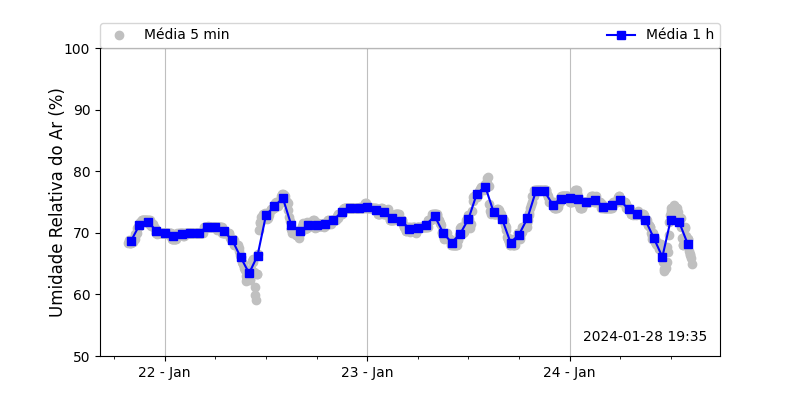 Média 5 min
Média 1 h
100
90
80
70
60
50
Umidade Relativa do Ar (%)
2024-01-28 19:35
22 - Jan
23 - Jan
24 - Jan